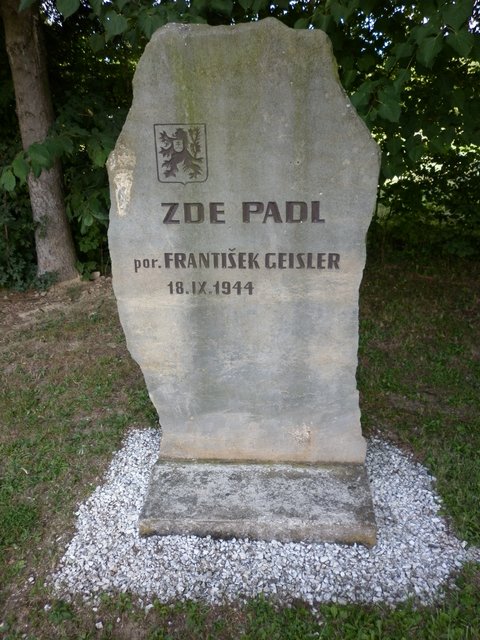 ZDE PADL
por. FRANTIŠEK GEISLER
18.IX.1944